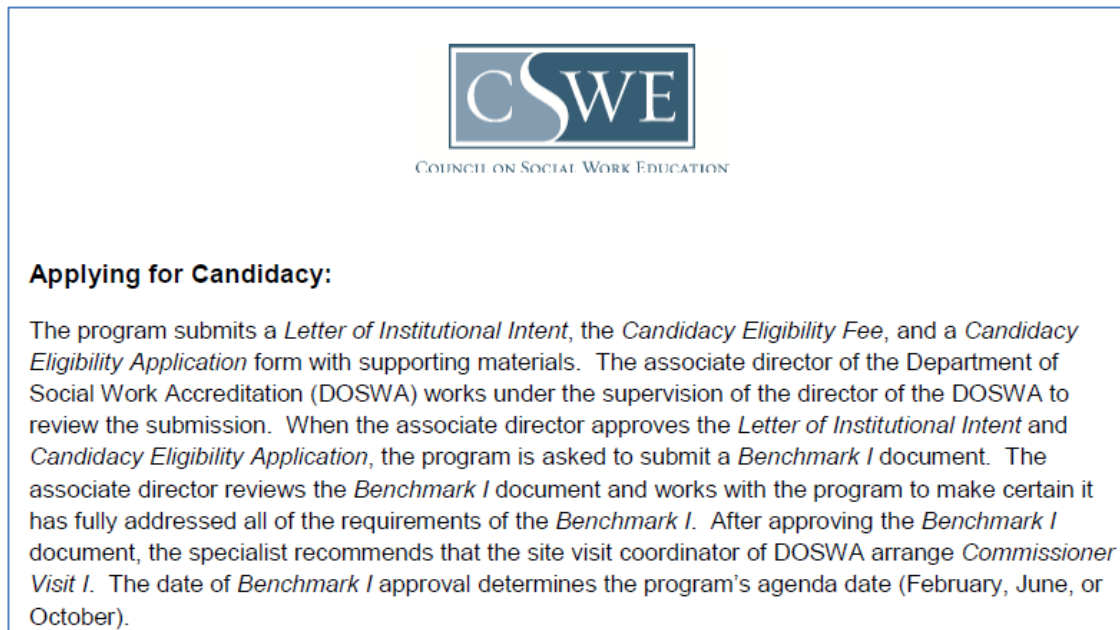 CSWE
COUNCIL ON SOCIAL WORK EDUCATION
Applying for Candidacy:
The program submits a Letter of Institutional Intent, the Candidacy Eligibility Fee, and a Candidacy
Eligibility Application form with supporting materials.  The associate director of the Department of
Social Work Accreditation (DOSWA) works under the supervision of the director of the DOSWA to
review the submission.  When the associate director approves the Letter of Institutional Intent and
Candidacy Eligibility Application, the program is asked to submit a Benchmark I document.  The
associate director reviews the Benchmark I document and works with the program to make certain it
has fully addressed all of the requirements of the Benchmark I.  After approving the Benchmark I
document, the specialist recommends that the site visit coordinator of DOSWA arrange Commissioner
Visit I.  The date of Benchmark I approval determines the program's agenda date (February, June, or
October).